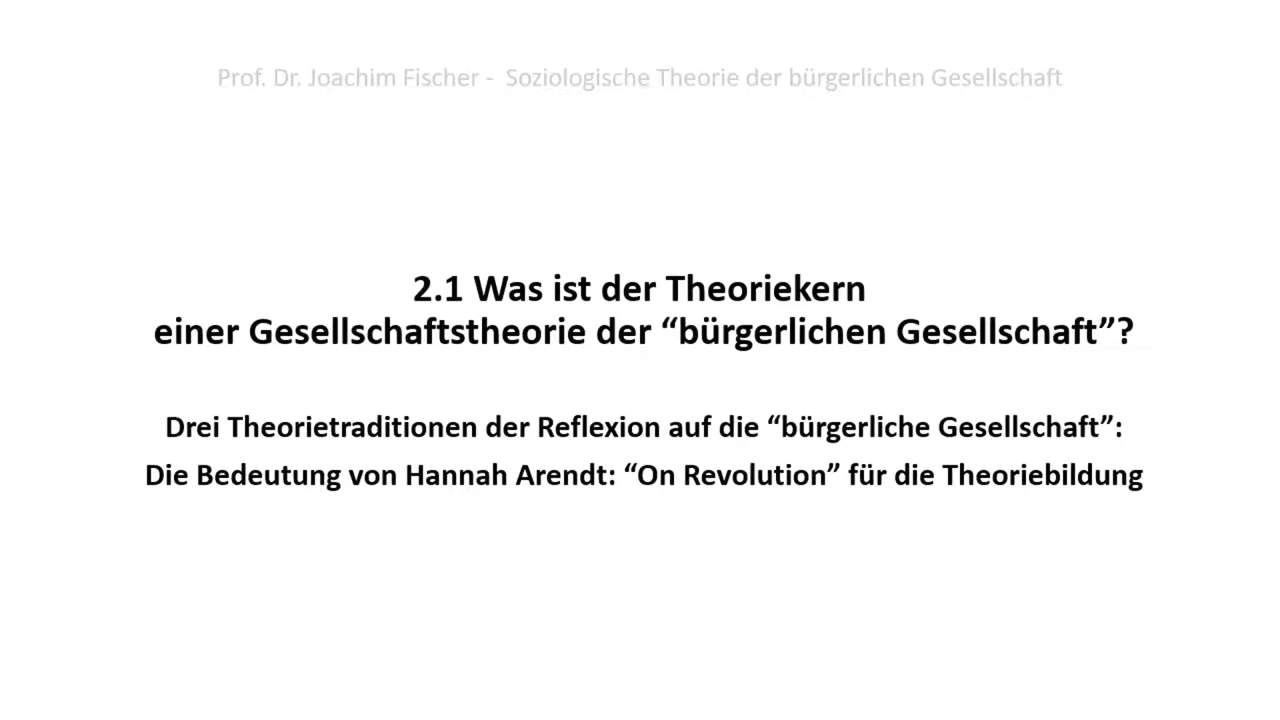 Prof. Dr. Joachim Fischer - Soziologische Theorie der bürgerlichen Gesellschaft
2.1 Was ist der Theoriekern
einer Gesellschaftstheorie der “bürgerlichen Gesellschaft”?
Drei Theorietraditionen der Reflexion auf die “bürgerliche Gesellschaft”:
Die Bedeutung von Hannah Arendt: “On Revolution” für die Theoriebildung